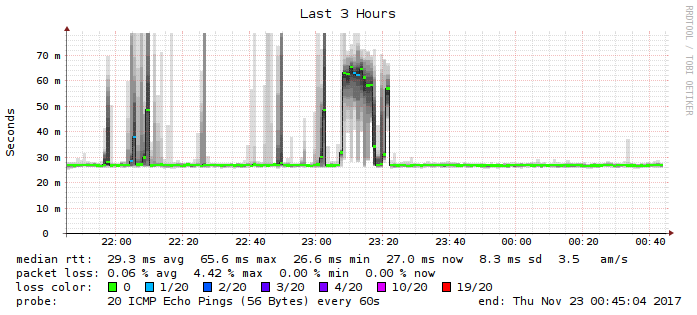 Last 3 Hours
RRDTOOL / TOBI OETIKER
Seconds
70 m
60 m
50 m
40 m
30 m
20 m
10 m
0
22:00 22:20 22:40 23:00 23:20 23:40 00:00 00:20 00:40
median rtt: 29.3 ms avg 65.6 ms max 26.6 ms min 27.0 ms now 8.3 ms sd 3.5 am/s
packet loss: 0.06 % avg 4.42 % max 0.00 % min 0.00 % now
loss color: 0 1/20 2/20 3/20 4/20 10/20 19/20
probe: 20 ICMP Echo Pings (56 Bytes) every 60s end: Thu Nov 23 00:45:04 2017